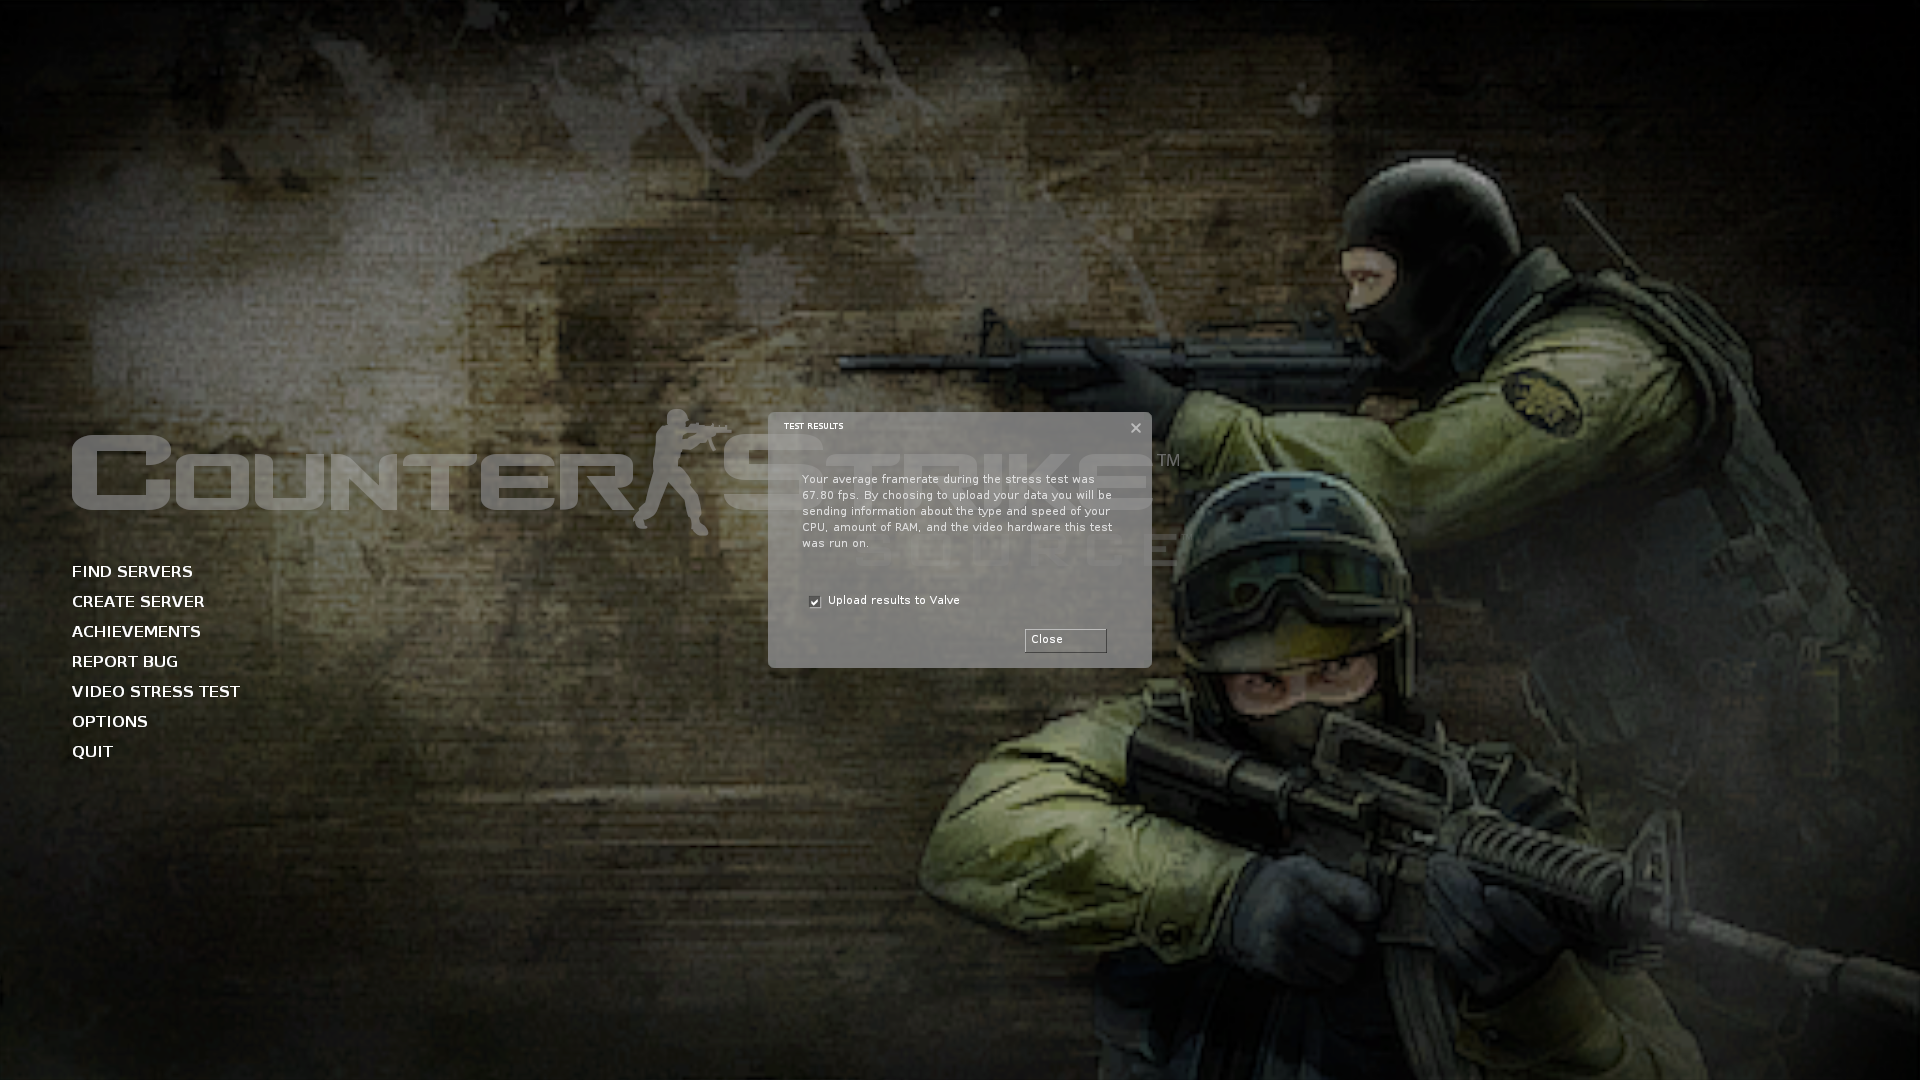 COUNTER STRIKE™
SOURCE
FIND SERVERS
CREATE SERVER
ACHIEVEMENTS
REPORT BUG
VIDEO STRESS TEST
OPTIONS
QUIT
TEST RESULTS
Your average framerate during the stress test was
67.80 fps. By choosing to upload your data you will be
sending information about the type and speed of your
CPU, amount of RAM, and the video hardware this test
was run on.
Upload results to Valve
Close